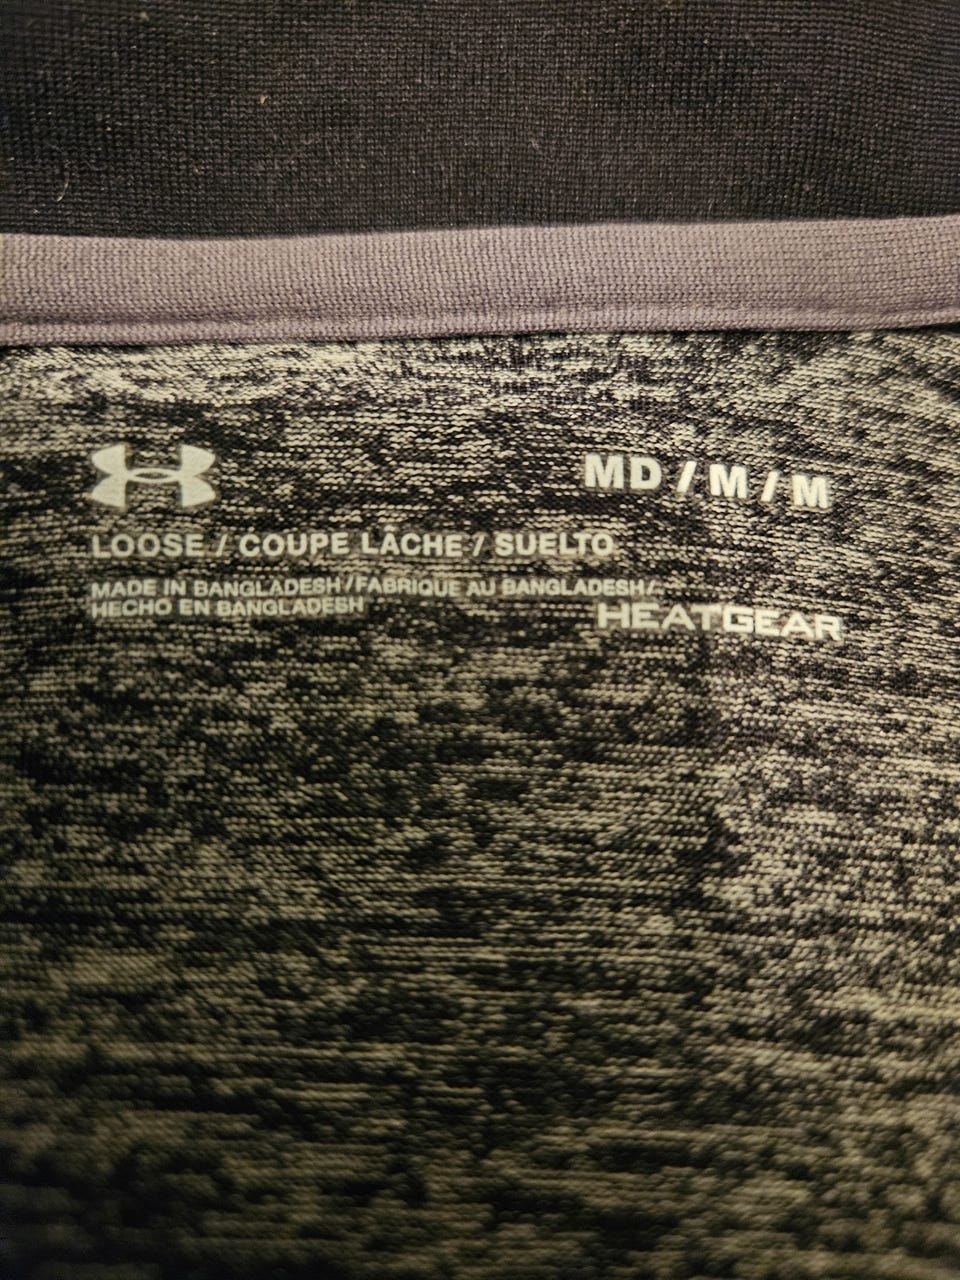 MD / M / M
LOOSE / COUPE LÂCHE / SUELTO
MADE IN BANGLADESH / FABRIQUE AU BANGLADESH /
HECHO EN BANGLADESH
HEATGEAR